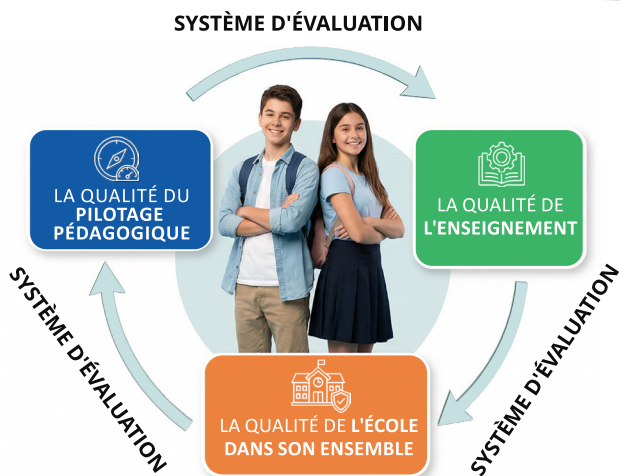 SYSTÈME D'ÉVALUATION
LA QUALITÉ DU
PILOTAGE
PÉDAGOGIQUE
LA QUALITÉ DE
L'ENSEIGNEMENT
SYSTÈME D'ÉVALUATION
SYSTÈME D'ÉVALUATION
LA QUALITÉ DE L'ÉCOLE
DANS SON ENSEMBLE